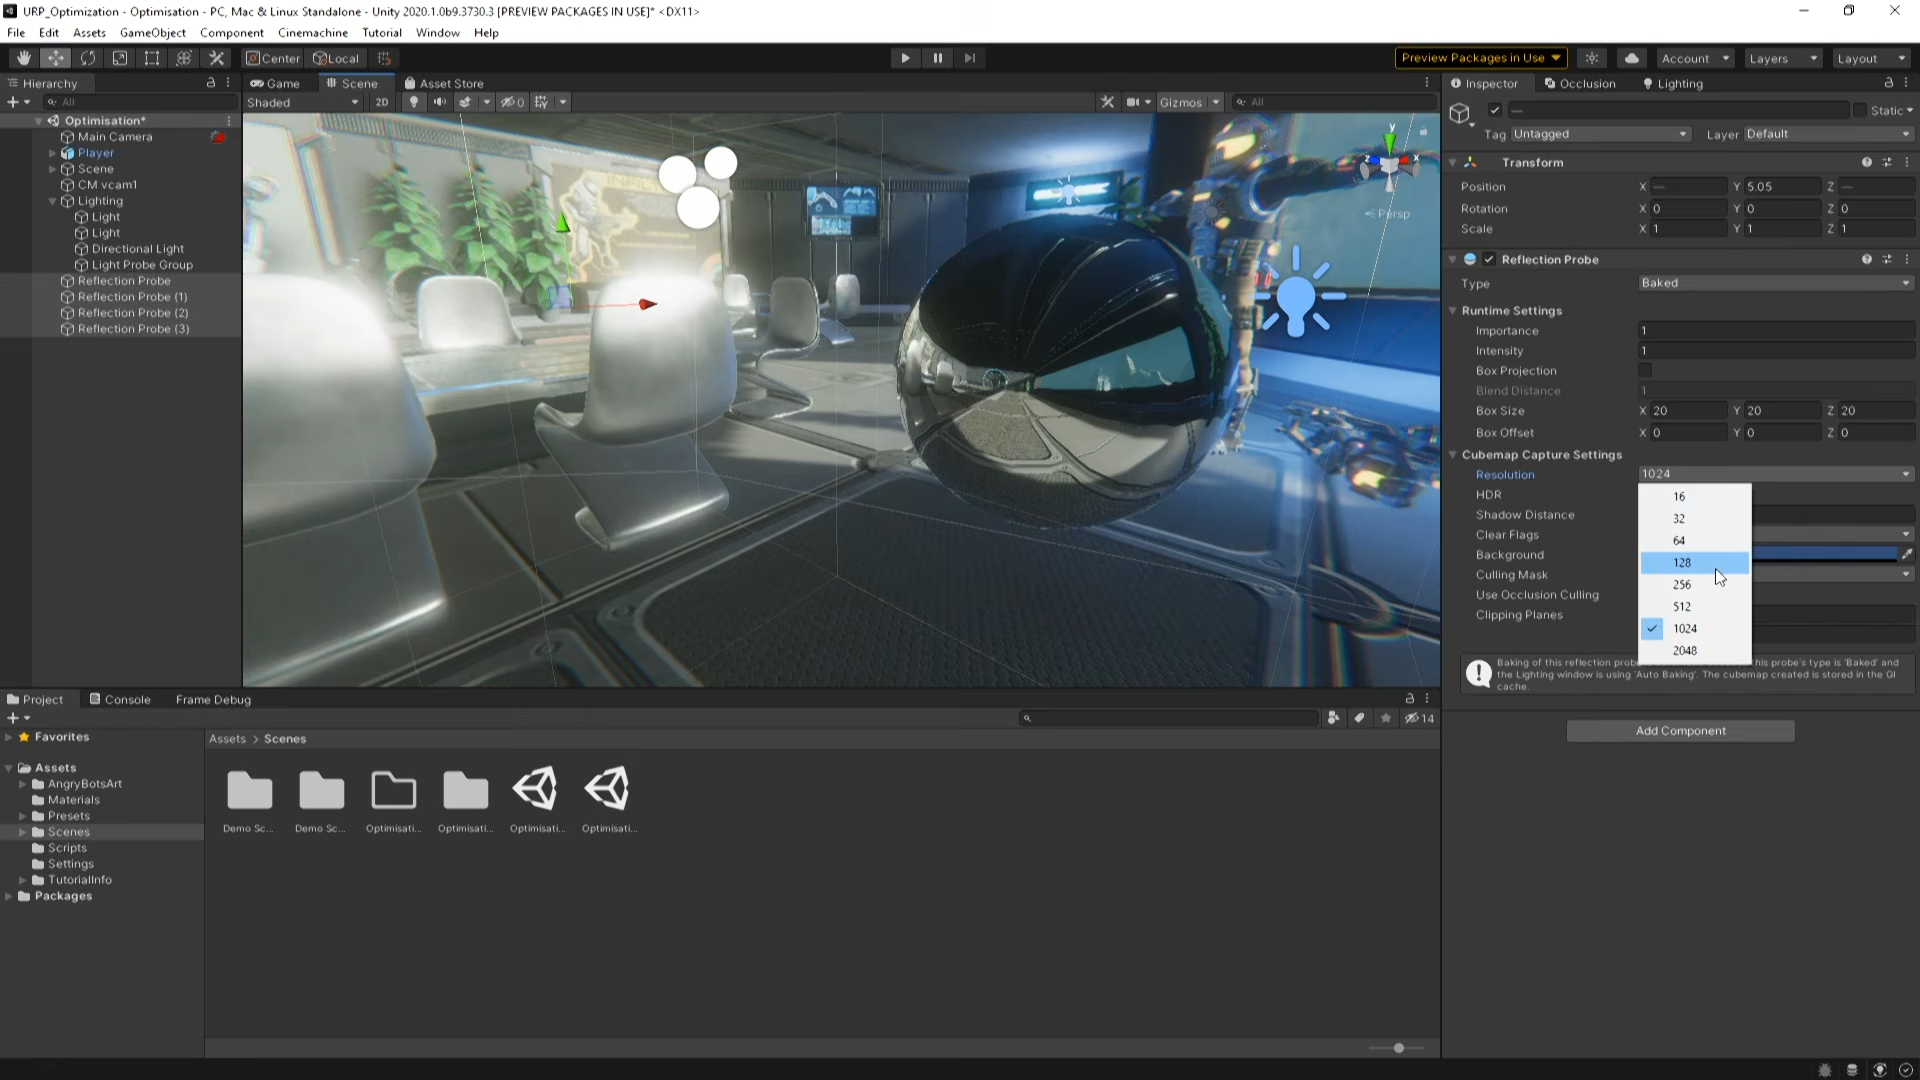 URP_Optimization - Optimisation - PC, Mac & Linux Standalone - Unity 2020.1.0b9.3730.3 [PREVIEW PACKAGES IN USE]* <DX11>
File Edit Assets GameObject Component Cinemachine Tutorial Window Help
Center Local Preview Packages in Use Account Layers Layout
Hierarchy
All
Optimisation*
Main Camera
Player
Scene
CM vcam1
Lighting
Light
Light
Directional Light
Light Probe Group
Reflection Probe
Reflection Probe (1)
Reflection Probe (2)
Reflection Probe (3)
Game Scene Asset Store
Shaded 2D 0 Gizmos All
y
z x
Persp
Inspector Occlusion Lighting
— Static
Tag Untagged Layer Default
Transform
Position X — Y 5.05 Z —
Rotation X 0 Y 0 Z 0
Scale X 1 Y 1 Z 1
Reflection Probe
Type Baked
Runtime Settings
Importance 1
Intensity 1
Box Projection
Blend Distance 1
Box Size X 20 Y 20 Z 20
Box Offset X 0 Y 0 Z 0
Cubemap Capture Settings
Resolution 1024
HDR
Shadow Distance
Clear Flags
Background
Culling Mask
Use Occlusion Culling
Clipping Planes
16
32
64
128
256
512
1024
2048
Baking of this reflection prob his probe's type is 'Baked' and
the Lighting window is using 'Auto Baking'. The cubemap created is stored in the GI
cache.
Add Component
Project Console Frame Debug
14
Favorites
Assets
AngryBotsArt
Materials
Presets
Scenes
Scripts
Settings
TutorialInfo
Packages
Assets > Scenes
Demo Sc... Demo Sc... Optimisati... Optimisati... Optimisati... Optimisati...